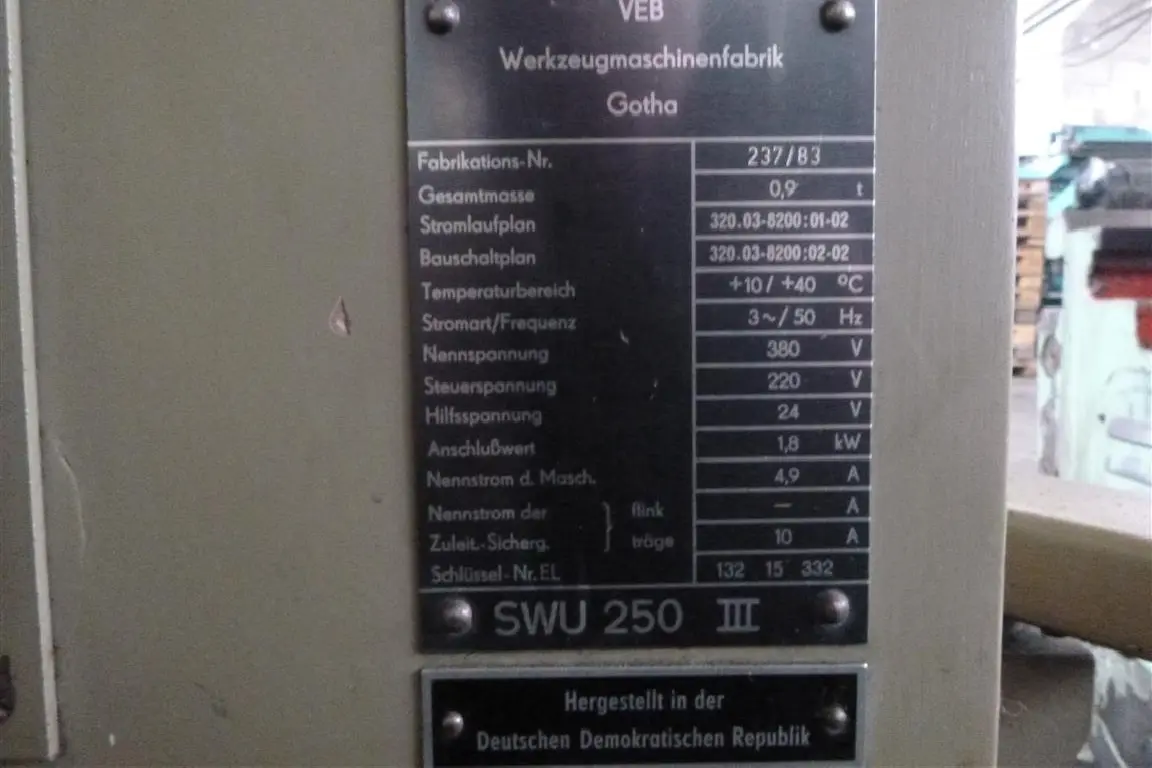 VEB
Werkzeugmaschinenfabrik
Gotha
Fabrikations-Nr. 237/83
Gesamtmasse 0,9 t
Stromlaufplan 320.03-8200:01-02
Bauschaltplan 320.03-8200:02-02
Temperaturbereich +10/ +40 °C
Stromart/Frequenz 3~/50 Hz
Nennspannung 380 V
Steuerspannung 220 V
Hilfsspannung 24 V
Anschlußwert 1,8 kW
Nennstrom d. Masch. 4,9 A
Nennstrom der } flink — A
Zuleit.-Sicherg. träge 10 A
Schlüssel-Nr. EL 132 15 332
SWU 250 III
Hergestellt in der
Deutschen Demokratischen Republik